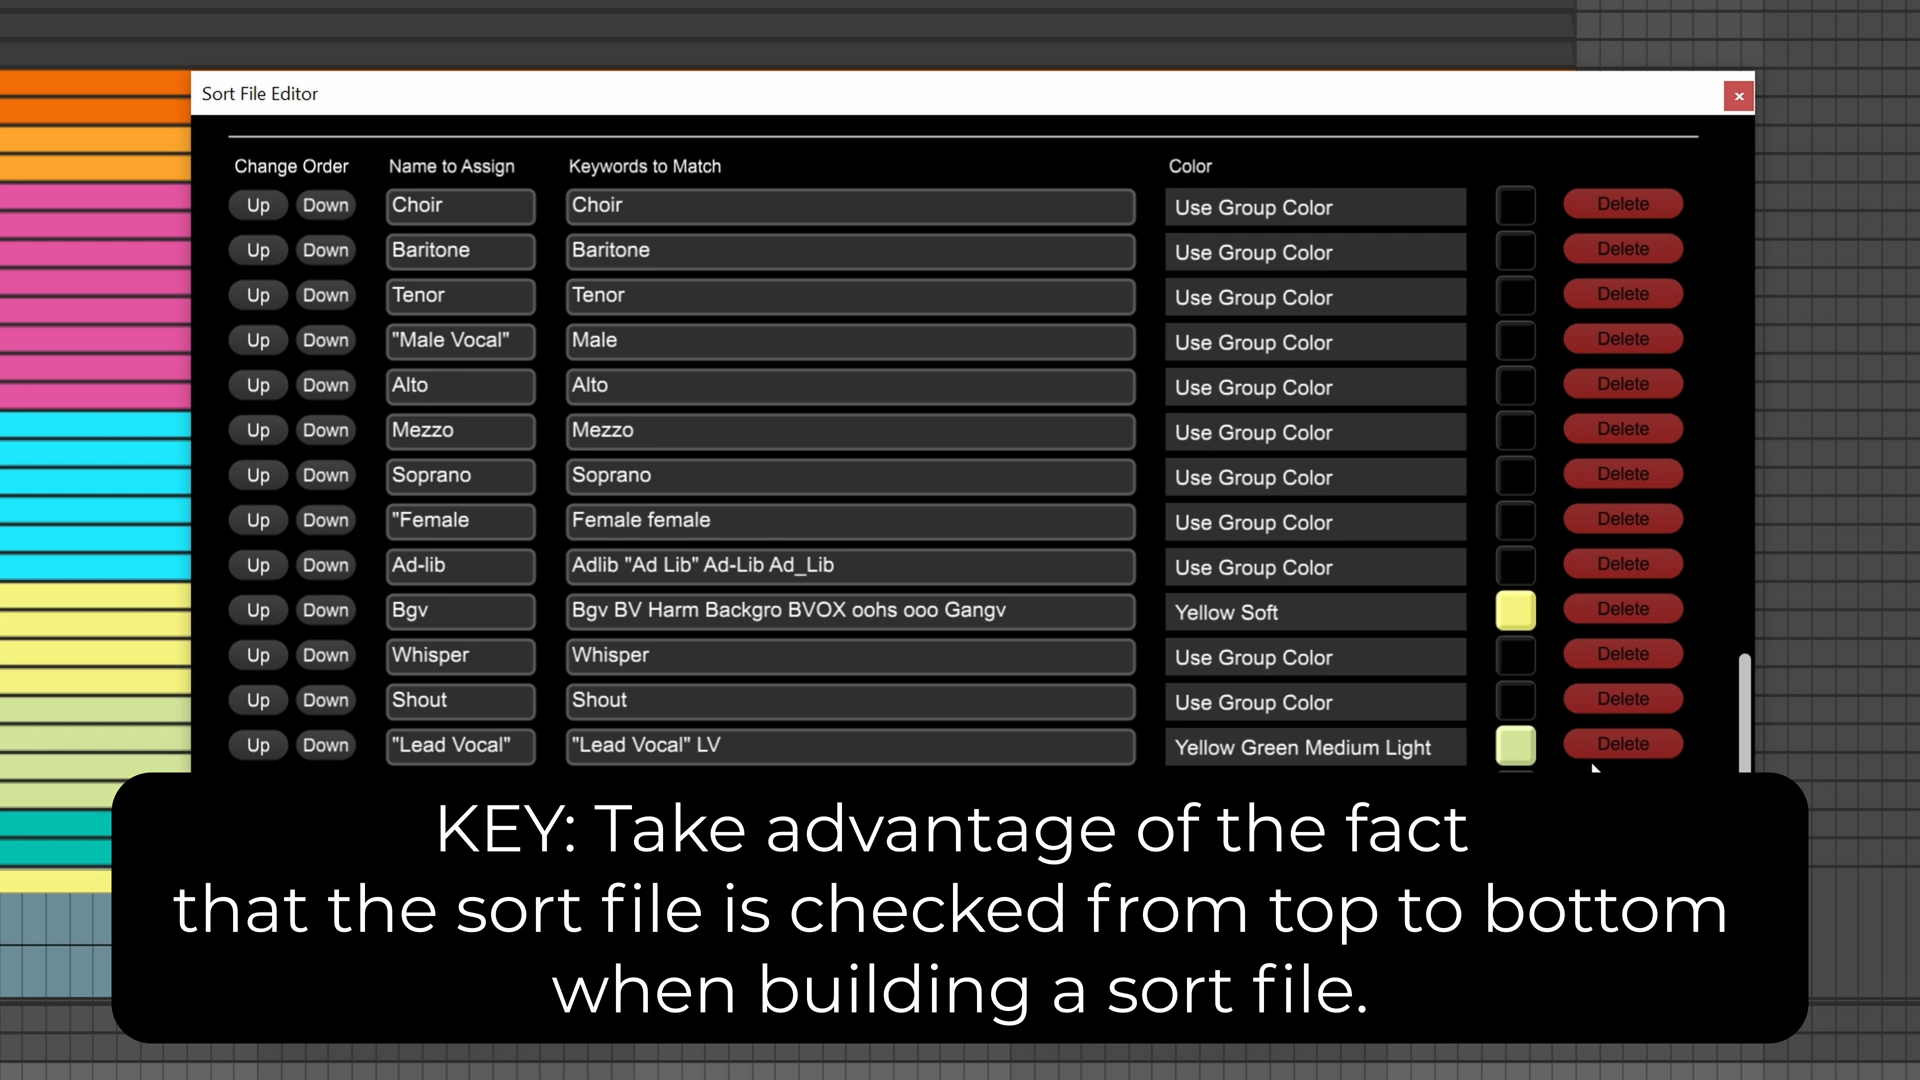 Sort File Editor
x
Change Order Name to Assign Keywords to Match Color
Up Down Choir Choir Use Group Color Delete
Up Down Baritone Baritone Use Group Color Delete
Up Down Tenor Tenor Use Group Color Delete
Up Down "Male Vocal" Male Use Group Color Delete
Up Down Alto Alto Use Group Color Delete
Up Down Mezzo Mezzo Use Group Color Delete
Up Down Soprano Soprano Use Group Color Delete
Up Down "Female Female female Use Group Color Delete
Up Down Ad-lib Adlib "Ad Lib" Ad-Lib Ad_Lib Use Group Color Delete
Up Down Bgv Bgv BV Harm Backgro BVOX oohs ooo Gangv Yellow Soft Delete
Up Down Whisper Whisper Use Group Color Delete
Up Down Shout Shout Use Group Color Delete
Up Down "Lead Vocal" "Lead Vocal" LV Yellow Green Medium Light Delete
KEY: Take advantage of the fact
that the sort file is checked from top to bottom
when building a sort file.